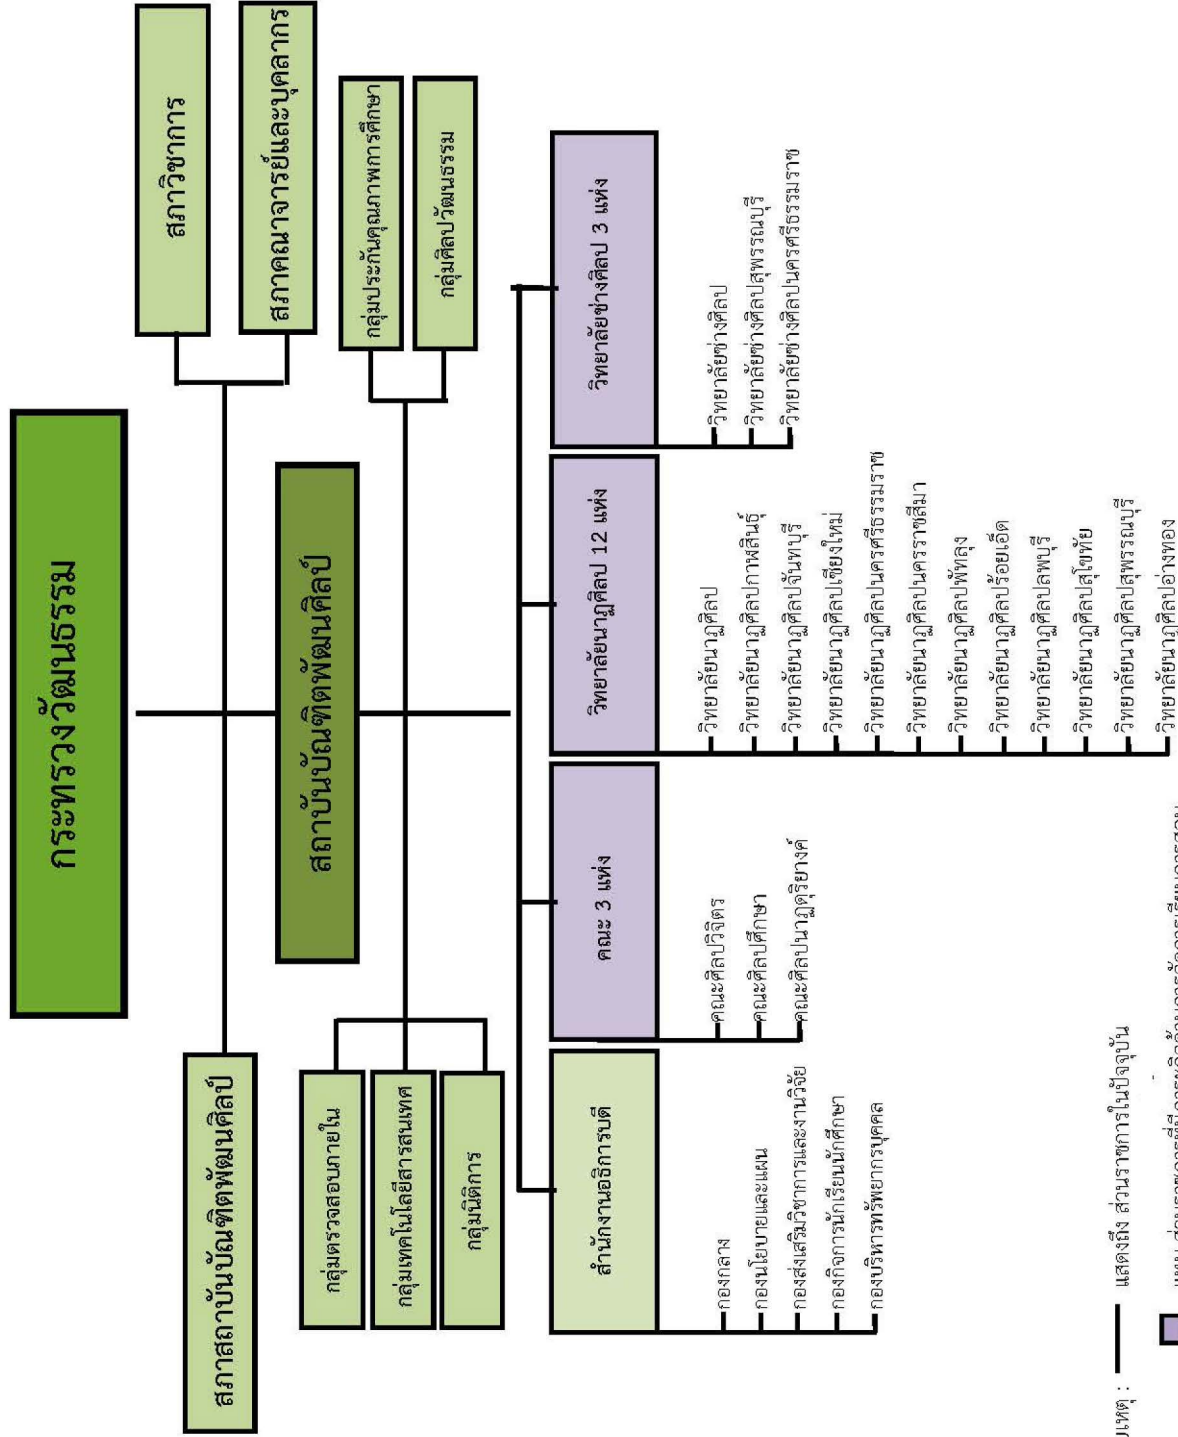 กระทรวงวัฒนธรรม
สภาสถาบันบัณฑิตพัฒนศิลป์
สภาวิชาการ
สภาคณาจารย์และบุคลากร
สถาบันบัณฑิตพัฒนศิลป์
กลุ่มตรวจสอบภายใน
กลุ่มเทคโนโลยีสารสนเทศ
กลุ่มนิติการ
กลุ่มประกันคุณภาพการศึกษา
กลุ่มศิลปวัฒนธรรม
สำนักงานอธิการบดี
กองกลาง
กองนโยบายและแผน
กองส่งเสริมวิชาการและงานวิจัย
กองกิจการนักเรียนนักศึกษา
กองบริหารทรัพยากรบุคคล
คณะ 3 แห่ง
คณะศิลปวิจิตร
คณะศิลปศึกษา
คณะศิลปนาฏดุริยางค์
วิทยาลัยนาฏศิลป 12 แห่ง
วิทยาลัยนาฏศิลป
วิทยาลัยนาฏศิลปกาฬสินธุ์
วิทยาลัยนาฏศิลปจันทบุรี
วิทยาลัยนาฏศิลปเชียงใหม่
วิทยาลัยนาฏศิลปนครศรีธรรมราช
วิทยาลัยนาฏศิลปนครราชสีมา
วิทยาลัยนาฏศิลปพัทลุง
วิทยาลัยนาฏศิลปร้อยเอ็ด
วิทยาลัยนาฏศิลปลพบุรี
วิทยาลัยนาฏศิลปสุโขทัย
วิทยาลัยนาฏศิลปสุพรรณบุรี
วิทยาลัยนาฏศิลปอ่างทอง
วิทยาลัยช่างศิลป 3 แห่ง
วิทยาลัยช่างศิลป
วิทยาลัยช่างศิลปสุพรรณบุรี
วิทยาลัยช่างศิลปนครศรีธรรมราช
แสดงถึง ส่วนราชการในปัจจุบัน